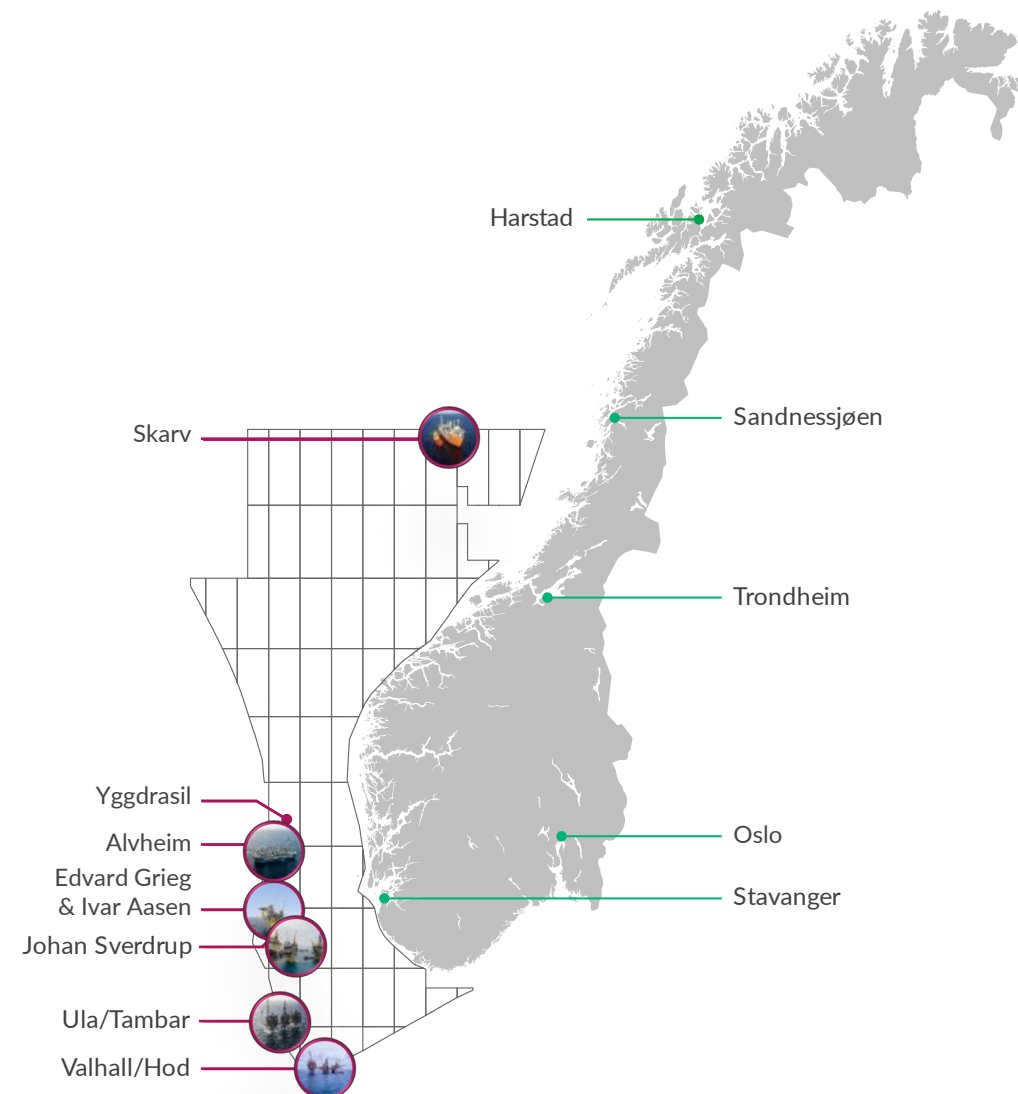 Harstad
Sandnessjøen
Skarv
Trondheim
Yggdrasil
Alvheim
Oslo
Edvard Grieg
& Ivar Aasen
Stavanger
Johan Sverdrup
Ula/Tambar
Valhall/Hod